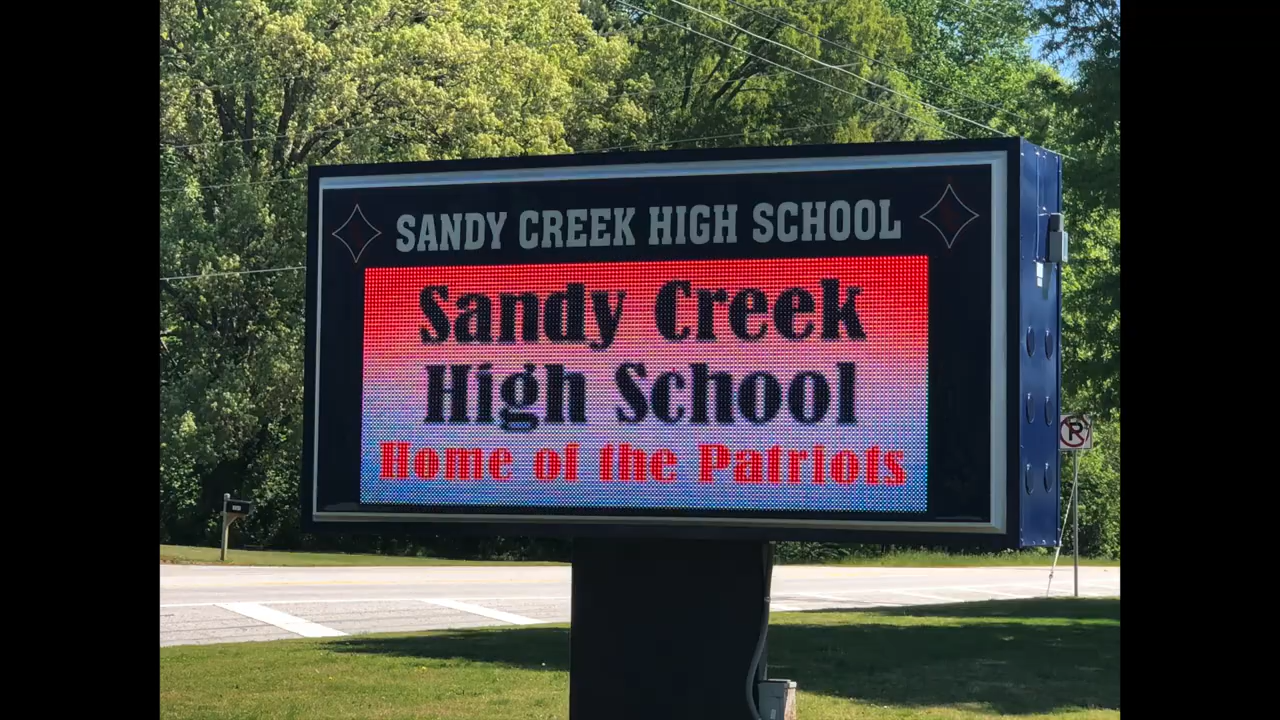 SANDY CREEK HIGH SCHOOL
Sandy Creek
High School
Home of the Patriots
P